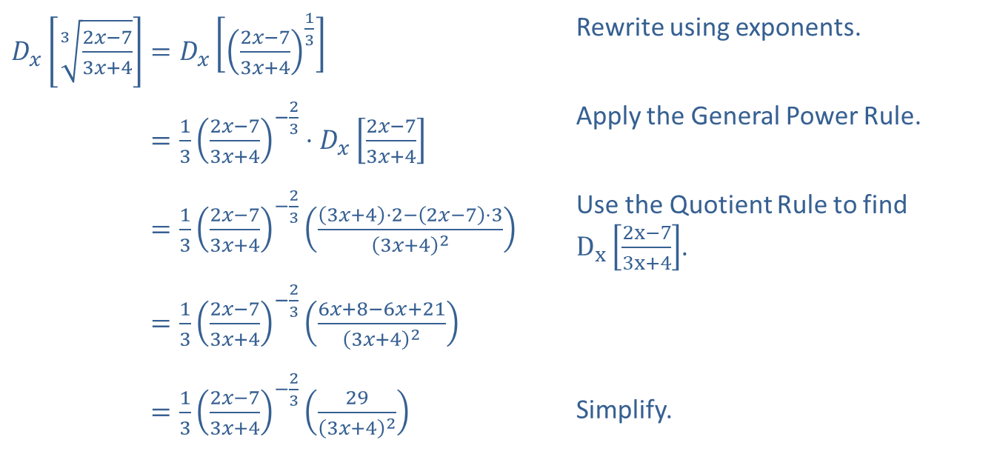 $D_x\left[\sqrt[3]{\frac{2x-7}{3x+4}}\right] = D_x\left[\left(\frac{2x-7}{3x+4}\right)^{\frac{1}{3}}\right]$ Rewrite using exponents.
$= \frac{1}{3}\left(\frac{2x-7}{3x+4}\right)^{-\frac{2}{3}} \cdot D_x\left[\frac{2x-7}{3x+4}\right]$ Apply the General Power Rule.
$= \frac{1}{3}\left(\frac{2x-7}{3x+4}\right)^{-\frac{2}{3}}\left(\frac{(3x+4)\cdot 2-(2x-7)\cdot 3}{(3x+4)^2}\right)$ Use the Quotient Rule to find
$\mathrm{D_x}\left[\frac{2\mathrm{x}-7}{3\mathrm{x}+4}\right]$.
$= \frac{1}{3}\left(\frac{2x-7}{3x+4}\right)^{-\frac{2}{3}}\left(\frac{6x+8-6x+21}{(3x+4)^2}\right)$
$= \frac{1}{3}\left(\frac{2x-7}{3x+4}\right)^{-\frac{2}{3}}\left(\frac{29}{(3x+4)^2}\right)$ Simplify.